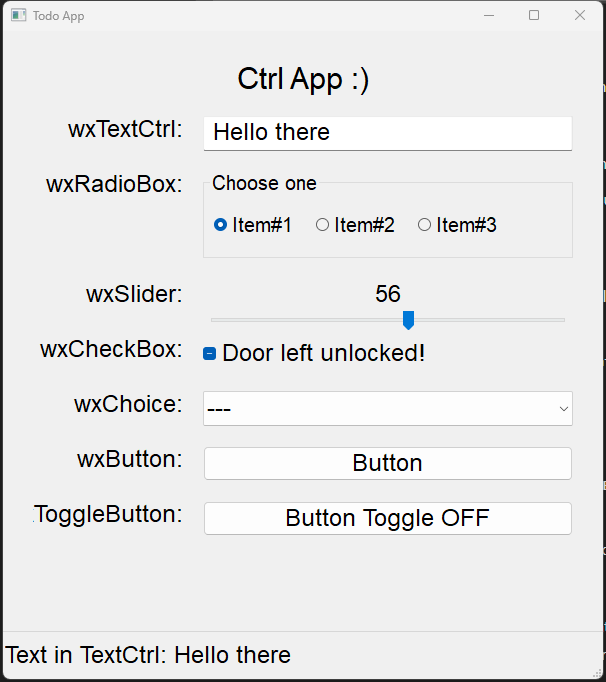 Todo App
Ctrl App :)
wxTextCtrl: Hello there
wxRadioBox: Choose one
Item#1 Item#2 Item#3
wxSlider: 56
wxCheckBox: Door left unlocked!
wxChoice: ---
wxButton: Button
ToggleButton: Button Toggle OFF
Text in TextCtrl: Hello there